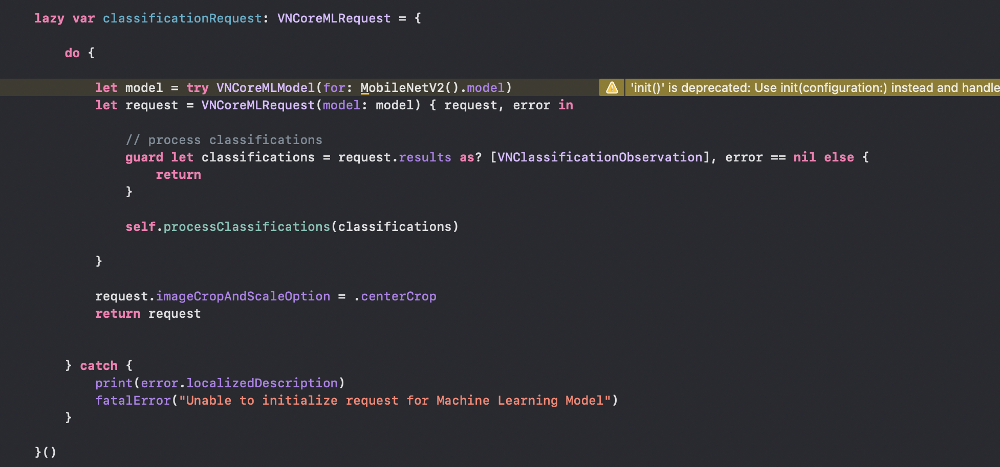 lazy var classificationRequest: VNCoreMLRequest = {
do {
let model = try VNCoreMLModel(for: MobileNetV2().model)
'init()' is deprecated: Use init(configuration:) instead and handle
let request = VNCoreMLRequest(model: model) { request, error in
// process classifications
guard let classifications = request.results as? [VNClassificationObservation], error == nil else {
return
}
self.processClassifications(classifications)
}
request.imageCropAndScaleOption = .centerCrop
return request
} catch {
print(error.localizedDescription)
fatalError("Unable to initialize request for Machine Learning Model")
}
}()